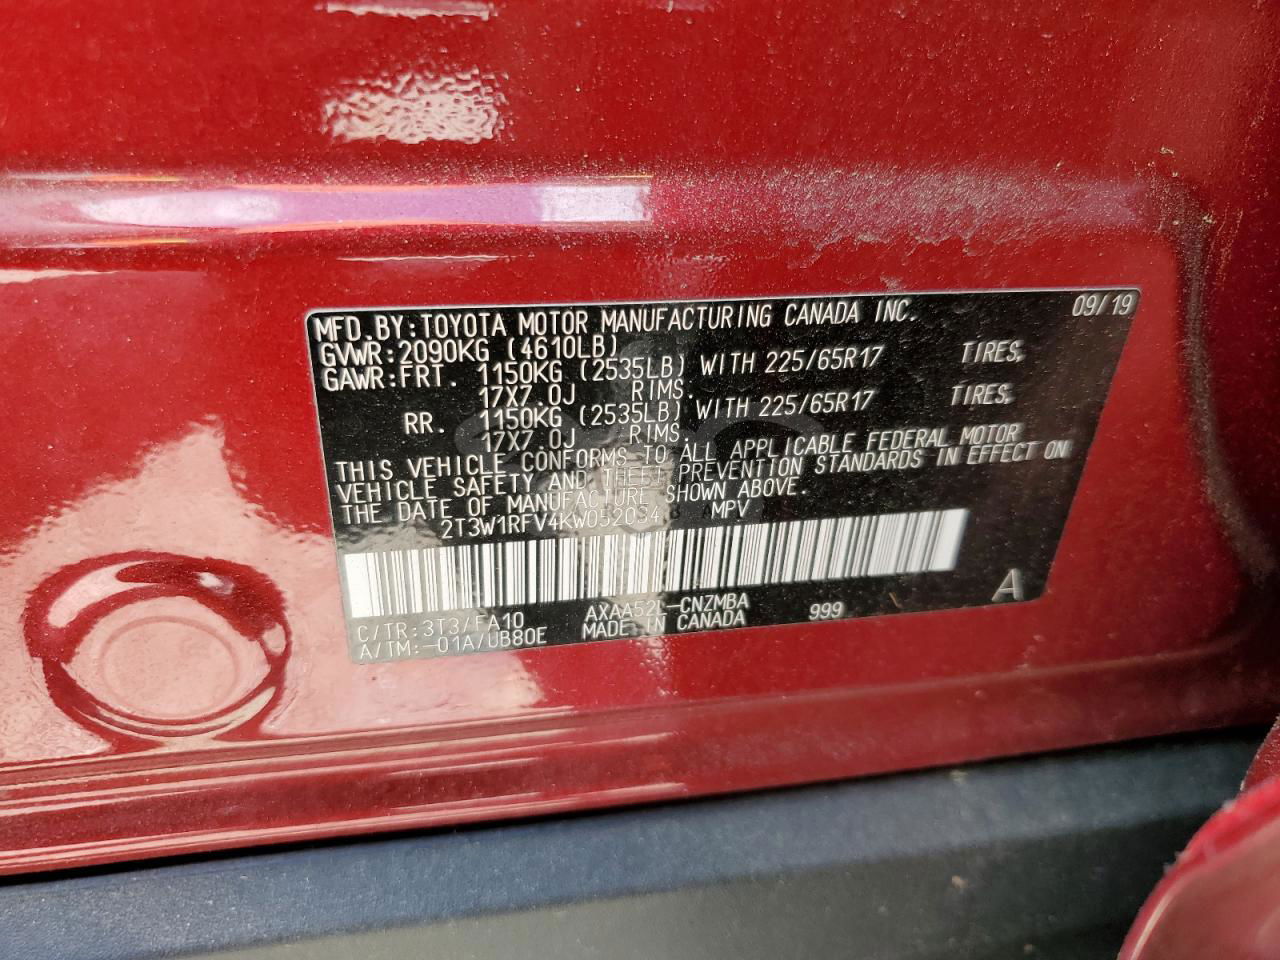 MFD.BY:TOYOTA MOTOR MANUFACTURING CANADA INC. 09/19
GVWR:2090KG (4610LB)
GAWR:FRT. 1150KG (2535LB) WITH 225/65R17 TIRES,
17X7.0J RIMS.
RR. 1150KG (2535LB) WITH 225/65R17 TIRES,
17X7.0J RIMS.
THIS VEHICLE CONFORMS TO ALL APPLICABLE FEDERAL MOTOR
VEHICLE SAFETY AND THEFT PREVENTION STANDARDS IN EFFECT ON
THE DATE OF MANUFACTURE SHOWN ABOVE.
2T3W1RFV4KW052094 MPV
C/TR:3T3/FA10 AXAA52L-CNZMBA 999 A
A/TM:-01A/UB80E MADE IN CANADA